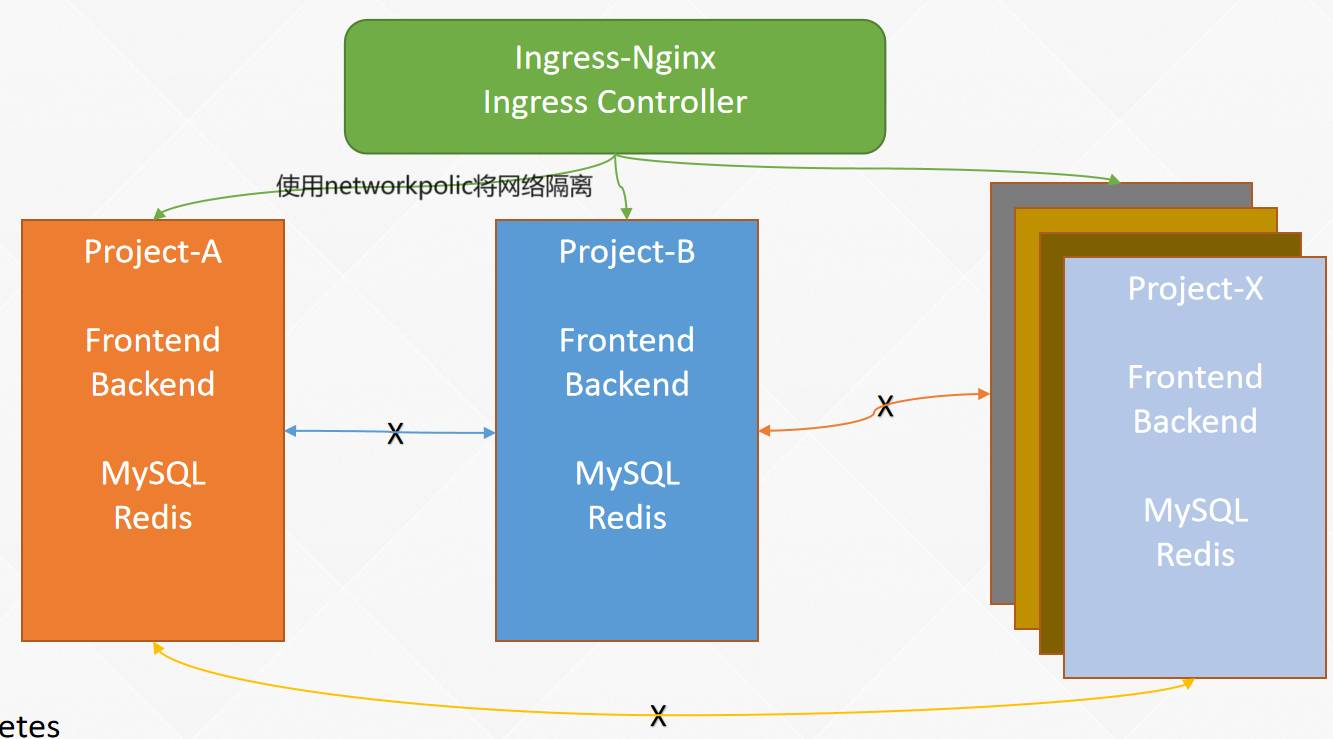 Ingress-Nginx
Ingress Controller
使用networkpolic将网络隔离
Project-A
Frontend
Backend
MySQL
Redis
Project-B
Frontend
Backend
MySQL
Redis
Project-X
Frontend
Backend
MySQL
Redis
X
X
X
etes